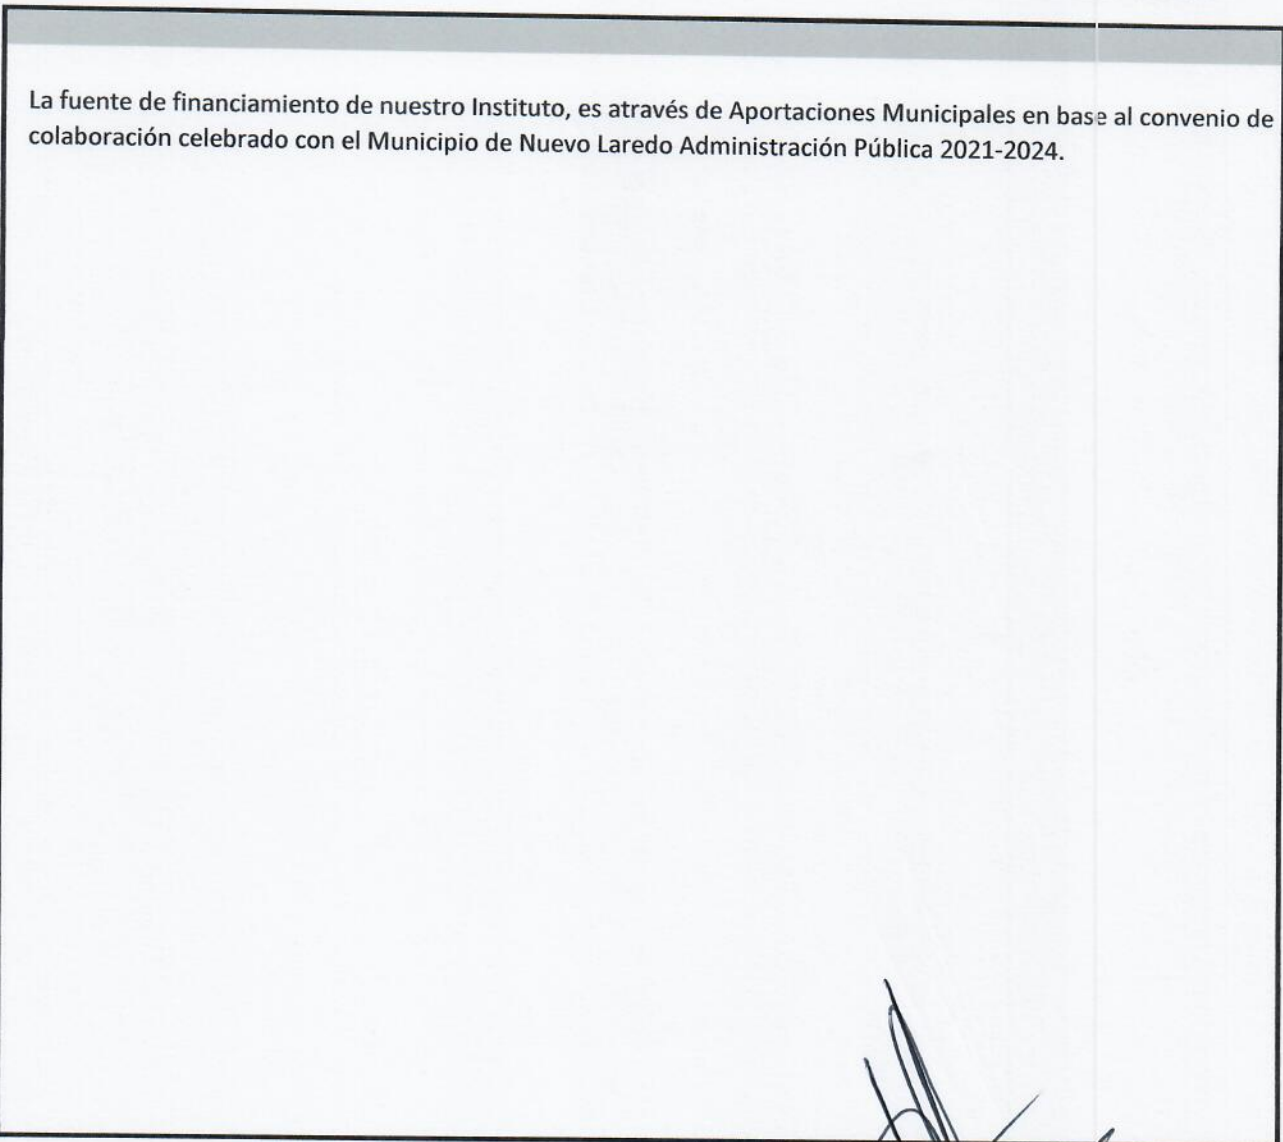 La fuente de financiamiento de nuestro Instituto, es através de Aportaciones Municipales en base al convenio de
colaboración celebrado con el Municipio de Nuevo Laredo Administración Pública 2021-2024.